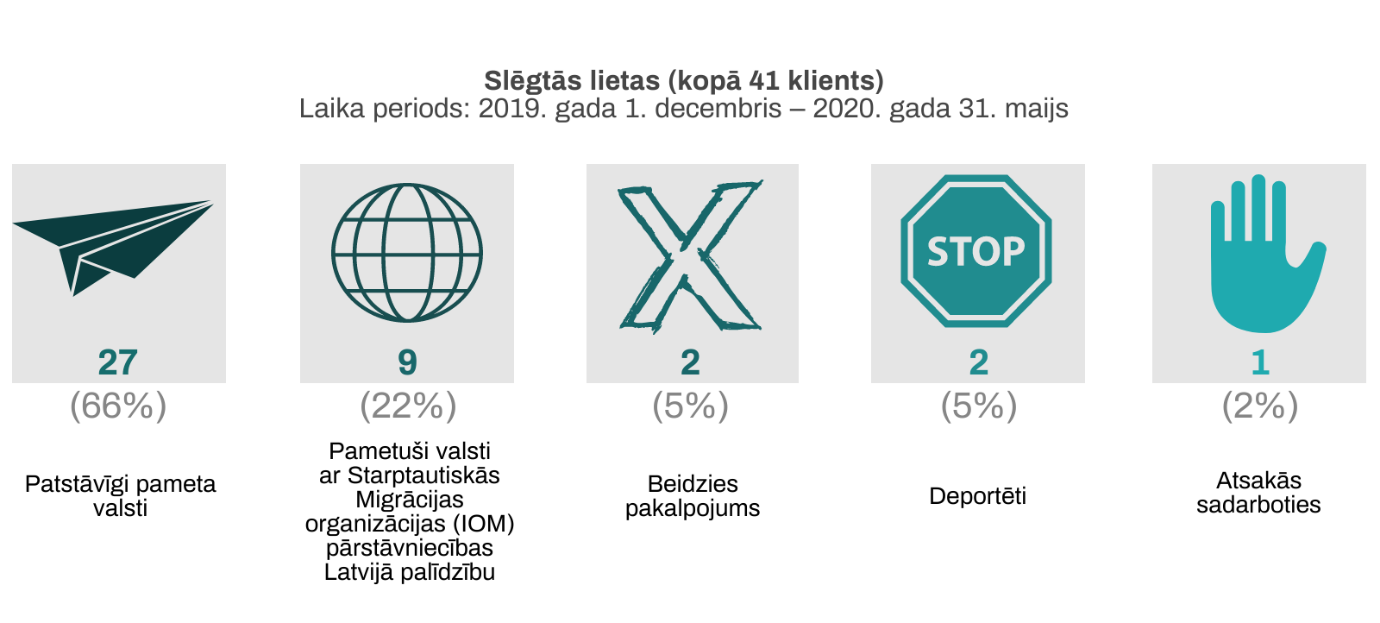 Slēgtās lietas (kopā 41 klients)
Laika periods: 2019. gada 1. decembris – 2020. gada 31. maijs
27
(66%)
Patstāvīgi pameta
valsti
9
(22%)
Pametuši valsti
ar Starptautiskās
Migrācijas
organizācijas (IOM)
pārstāvniecības
Latvijā palīdzību
2
(5%)
Beidzies
pakalpojums
STOP
2
(5%)
Deportēti
1
(2%)
Atsakās
sadarboties